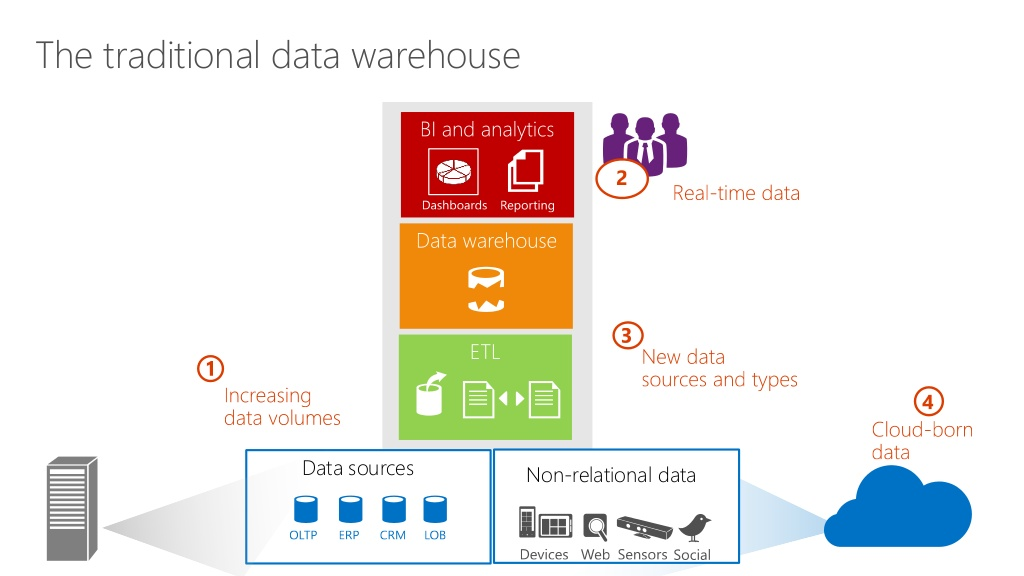 The traditional data warehouse
BI and analytics
Dashboards
Reporting
2
Real-time data
Data warehouse
3
New data
sources and types
ETL
1
Increasing
data volumes
4
Cloud-born
data
Data sources
OLTP
ERP
CRM
LOB
Non-relational data
Devices
Web
Sensors
Social